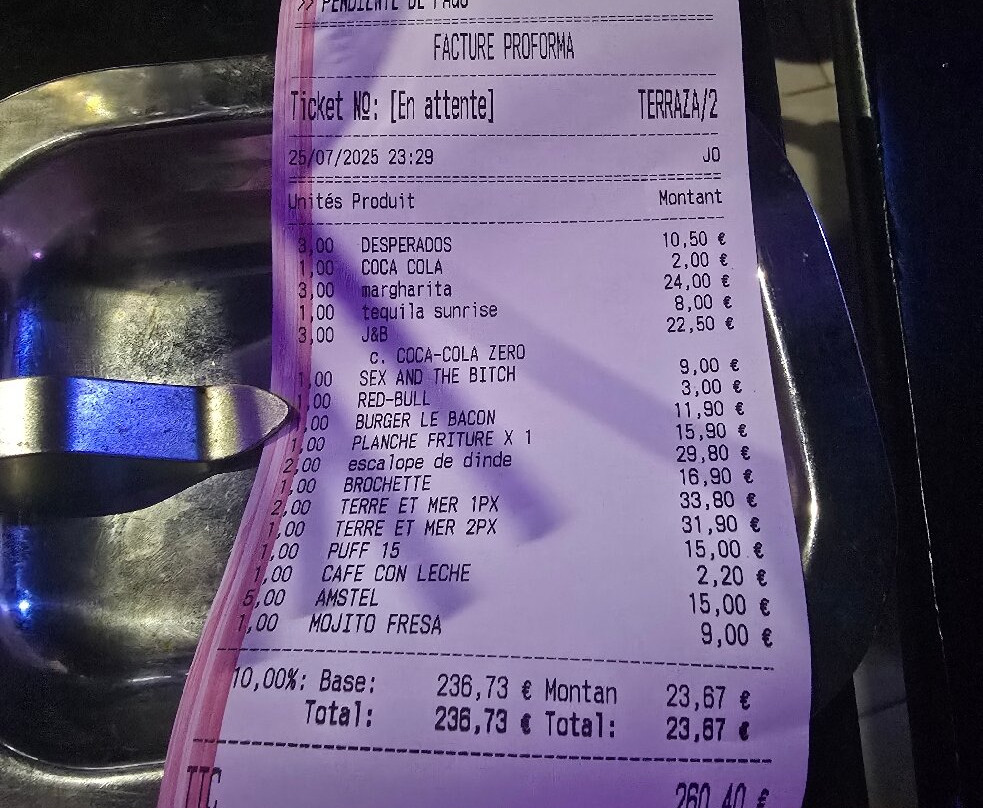 >> PENDIENTE DE PAGO
FACTURE PROFORMA
Ticket Nº: [En attente] TERRAZA/2
25/07/2025 23:29 JO
Unités Produit Montant
3,00 DESPERADOS 10,50 €
1,00 COCA COLA 2,00 €
3,00 margharita 24,00 €
1,00 tequila sunrise 8,00 €
3,00 J&B 22,50 €
c. COCA-COLA ZERO
1,00 SEX AND THE BITCH 9,00 €
1,00 RED-BULL 3,00 €
1,00 BURGER LE BACON 11,90 €
1,00 PLANCHE FRITURE X 1 15,90 €
2,00 escalope de dinde 29,80 €
1,00 BROCHETTE 16,90 €
2,00 TERRE ET MER 1PX 33,80 €
1,00 TERRE ET MER 2PX 31,90 €
1,00 PUFF 15 15,00 €
1,00 CAFE CON LECHE 2,20 €
5,00 AMSTEL 15,00 €
1,00 MOJITO FRESA 9,00 €
10,00%: Base: 236,73 € Montan 23,67 €
Total: 236,73 € Total: 23,67 €
TTC 260,40 €